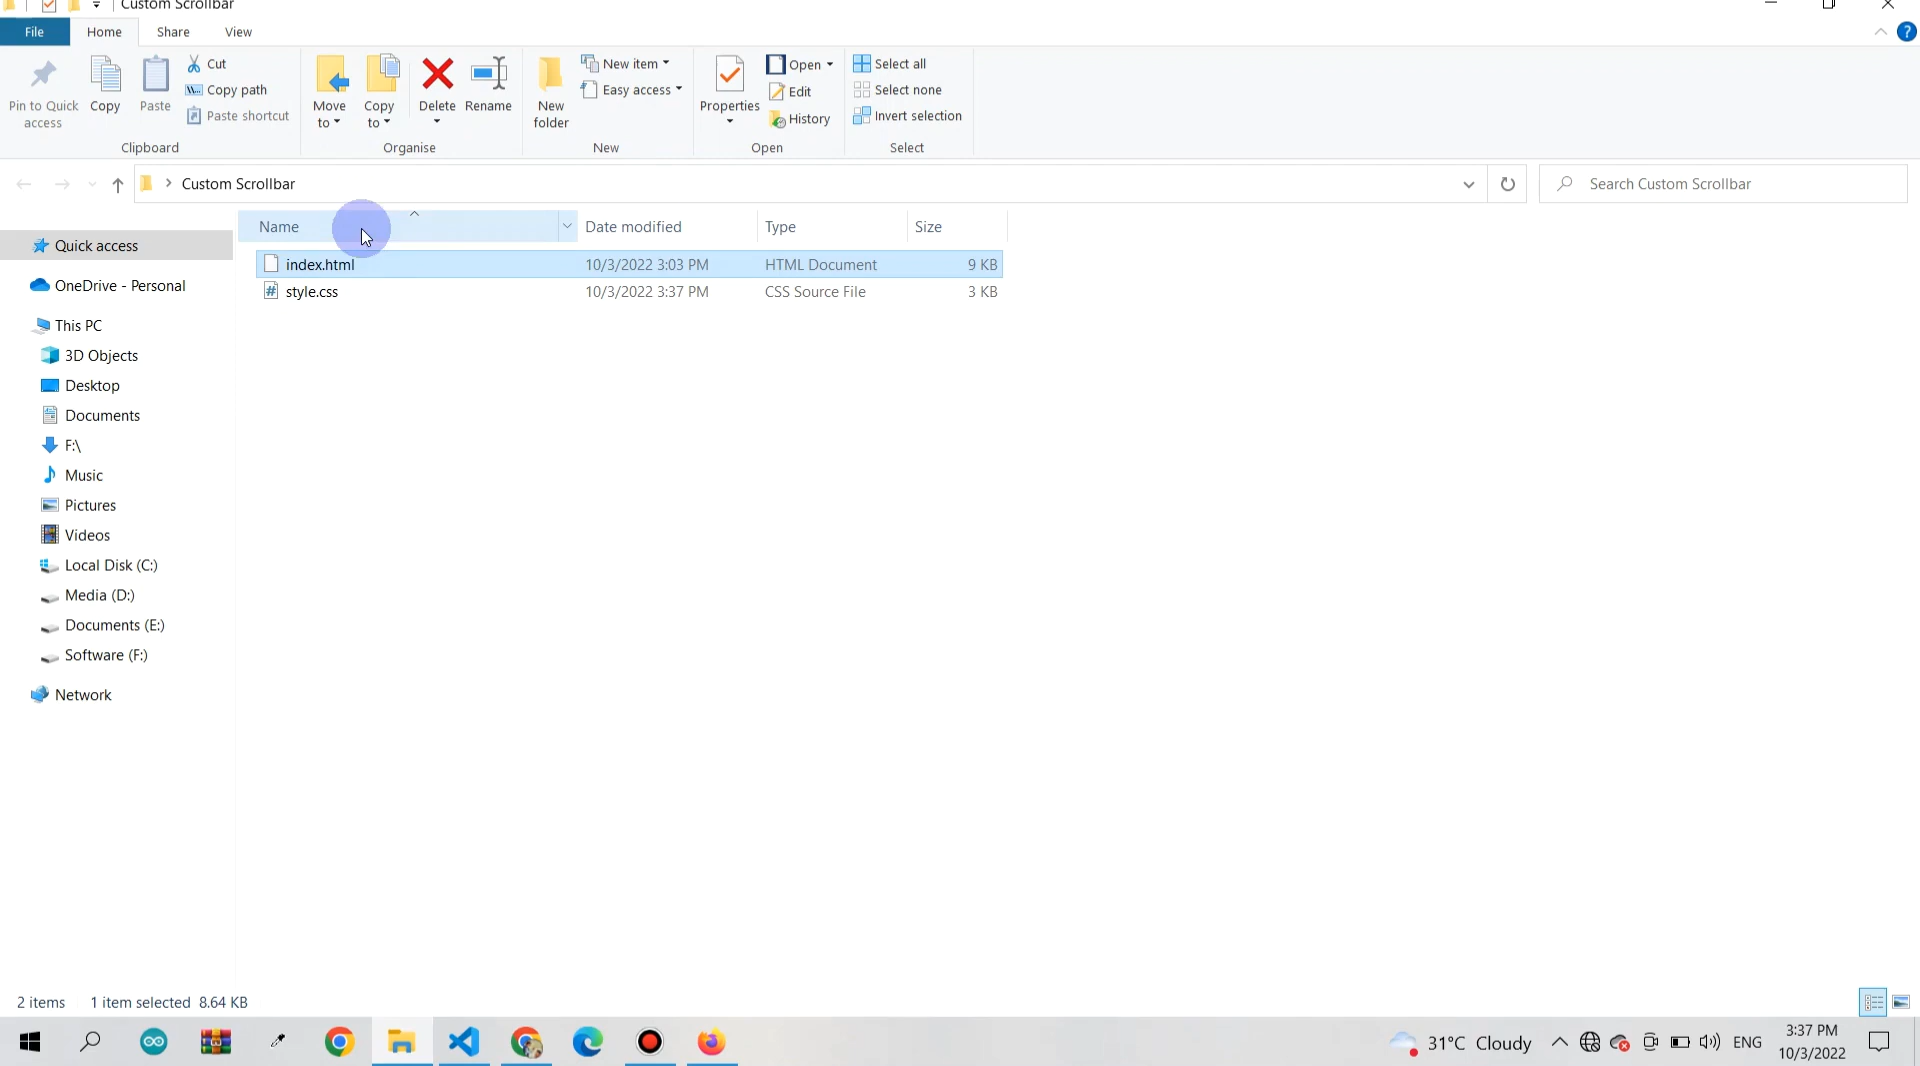 Custom Scrollbar
File Home Share View
Pin to Quick access
Copy
Paste
Cut
Copy path
Paste shortcut
Clipboard
Move to
Copy to
Delete
Rename
Organise
New folder
New item
Easy access
New
Properties
Open
Edit
History
Open
Select all
Select none
Invert selection
Select
Custom Scrollbar
Search Custom Scrollbar
Name Date modified Type Size
index.html 10/3/2022 3:03 PM HTML Document 9 KB
style.css 10/3/2022 3:37 PM CSS Source File 3 KB
Quick access
OneDrive - Personal
This PC
3D Objects
Desktop
Documents
F:\
Music
Pictures
Videos
Local Disk (C:)
Media (D:)
Documents (E:)
Software (F:)
Network
2 items 1 item selected 8.64 KB
31°C Cloudy
ENG
3:37 PM
10/3/2022